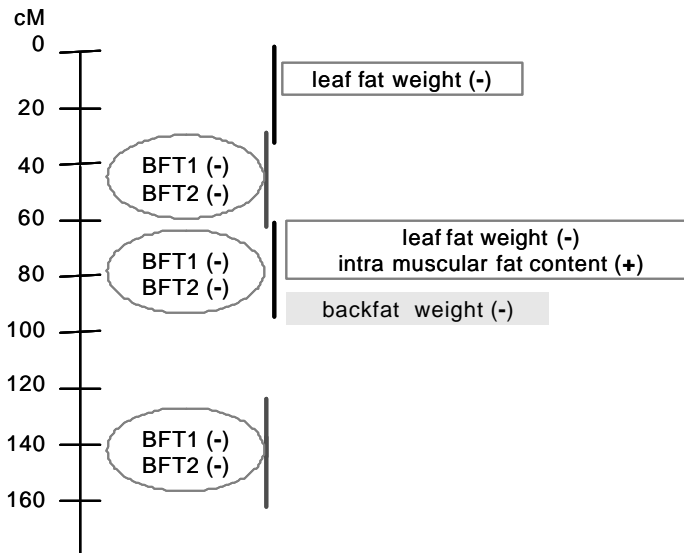 cM
0
leaf fat weight (-)
20
40
BFT1 (-)
BFT2 (-)
60
leaf fat weight (-)
BFT1 (-)
intra muscular fat content (+)
80
BFT2 (-)
backfat weight (-)
100
120
140
BFT1 (-)
BFT2 (-)
160